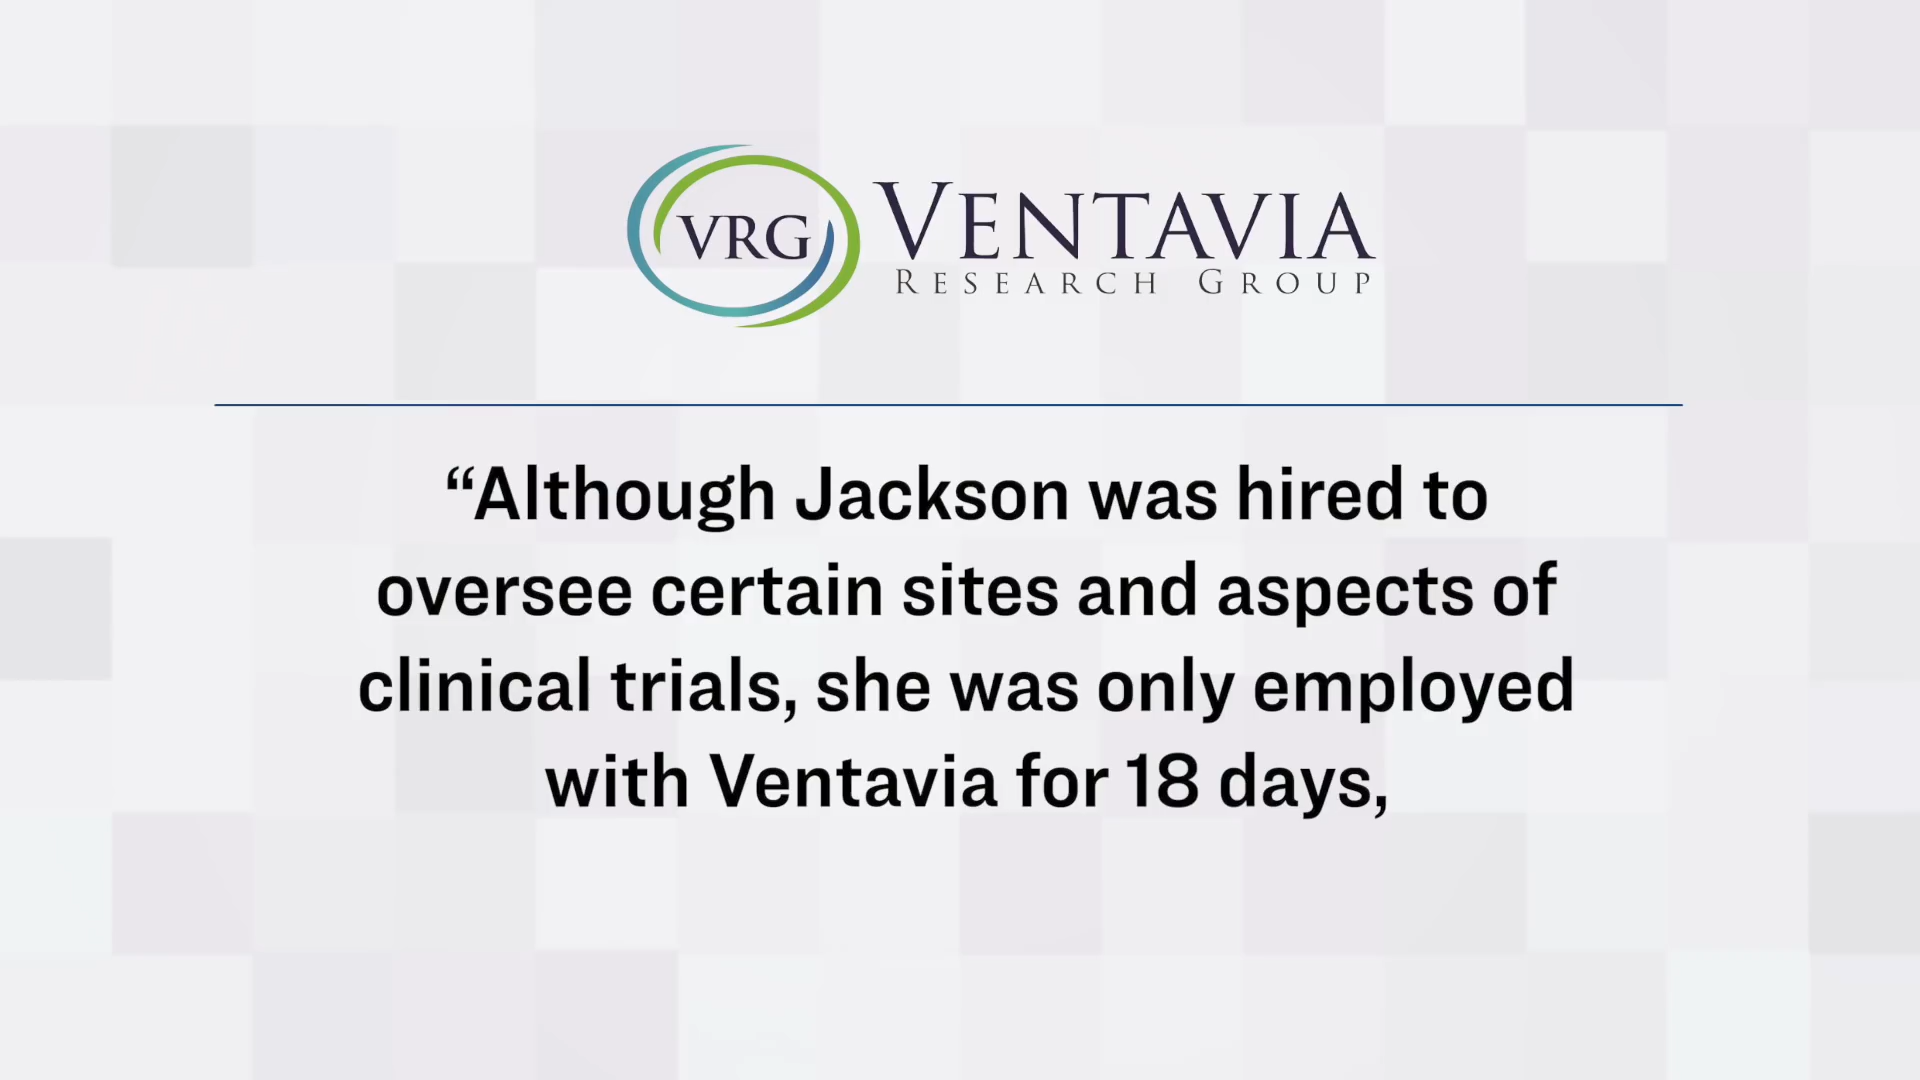 VRG
VENTAVIA
RESEARCH GROUP
“Although Jackson was hired to
oversee certain sites and aspects of
clinical trials, she was only employed
with Ventavia for 18 days,